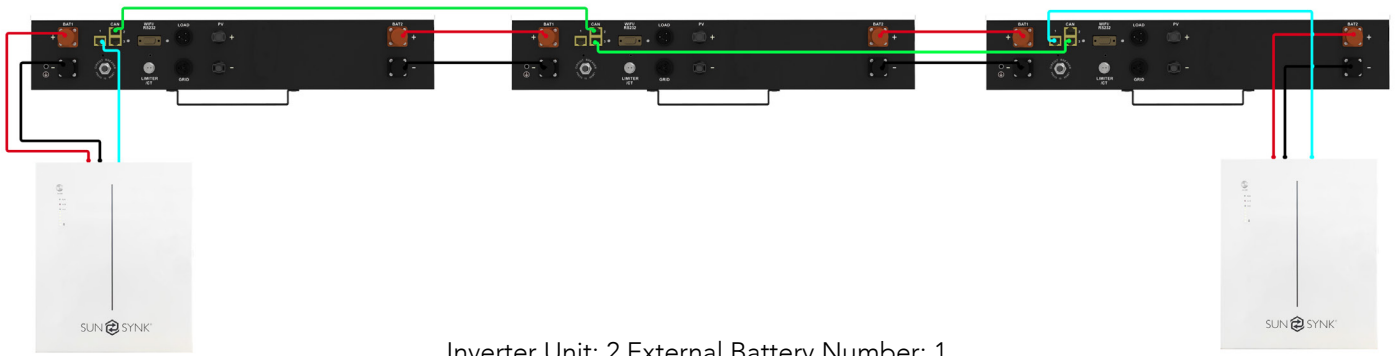 BAT1 CAN WIFI/ RS232 LOAD PV BAT2
+ + +
- - -
LIMITER /CT GRID
BAT1 CAN WIFI/ RS232 LOAD PV BAT2
+ + +
- - -
LIMITER /CT GRID
BAT1 CAN WIFI/ RS232 LOAD PV BAT2
+ + +
- - -
LIMITER /CT GRID
SUN SYNK
SUN SYNK
Inverter Unit: 2 External Battery Number: 1